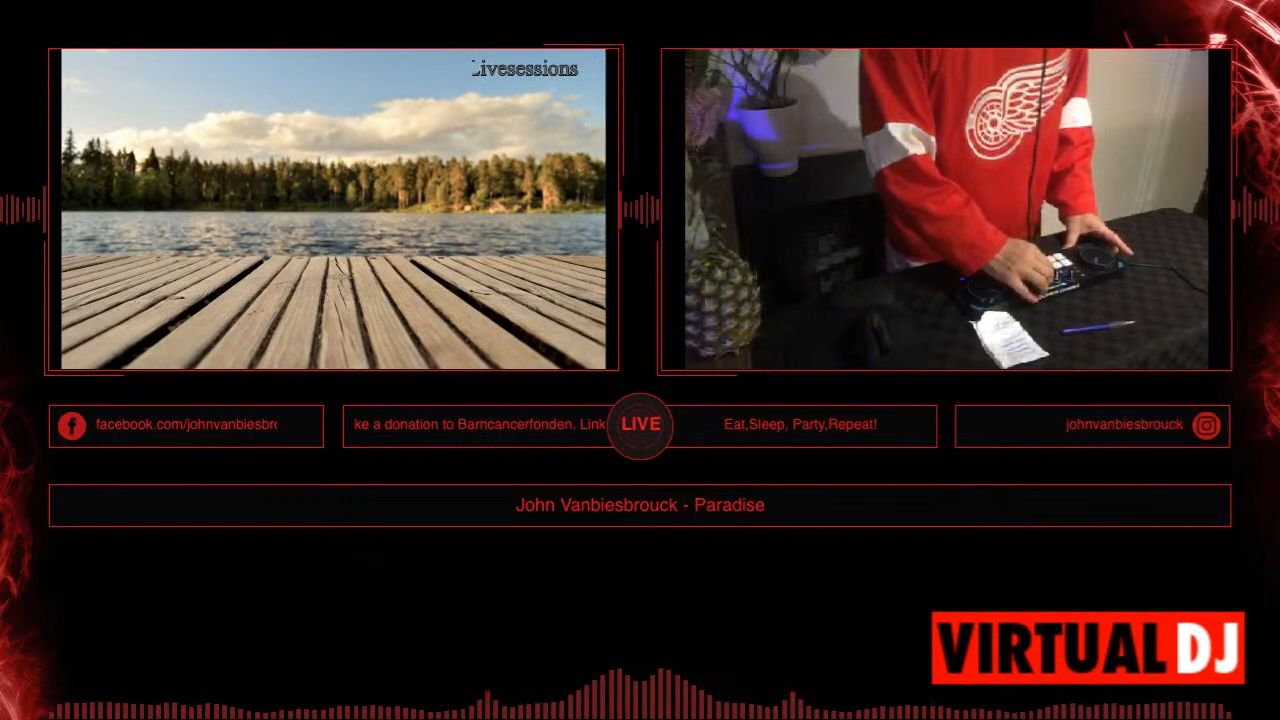 Livesessions
facebook.com/johnvanbiesbr
ke a donation to Barncancerfonden. Link
LIVE
Eat,Sleep, Party,Repeat!
johnvanbiesbrouck
John Vanbiesbrouck - Paradise
VIRTUAL DJ